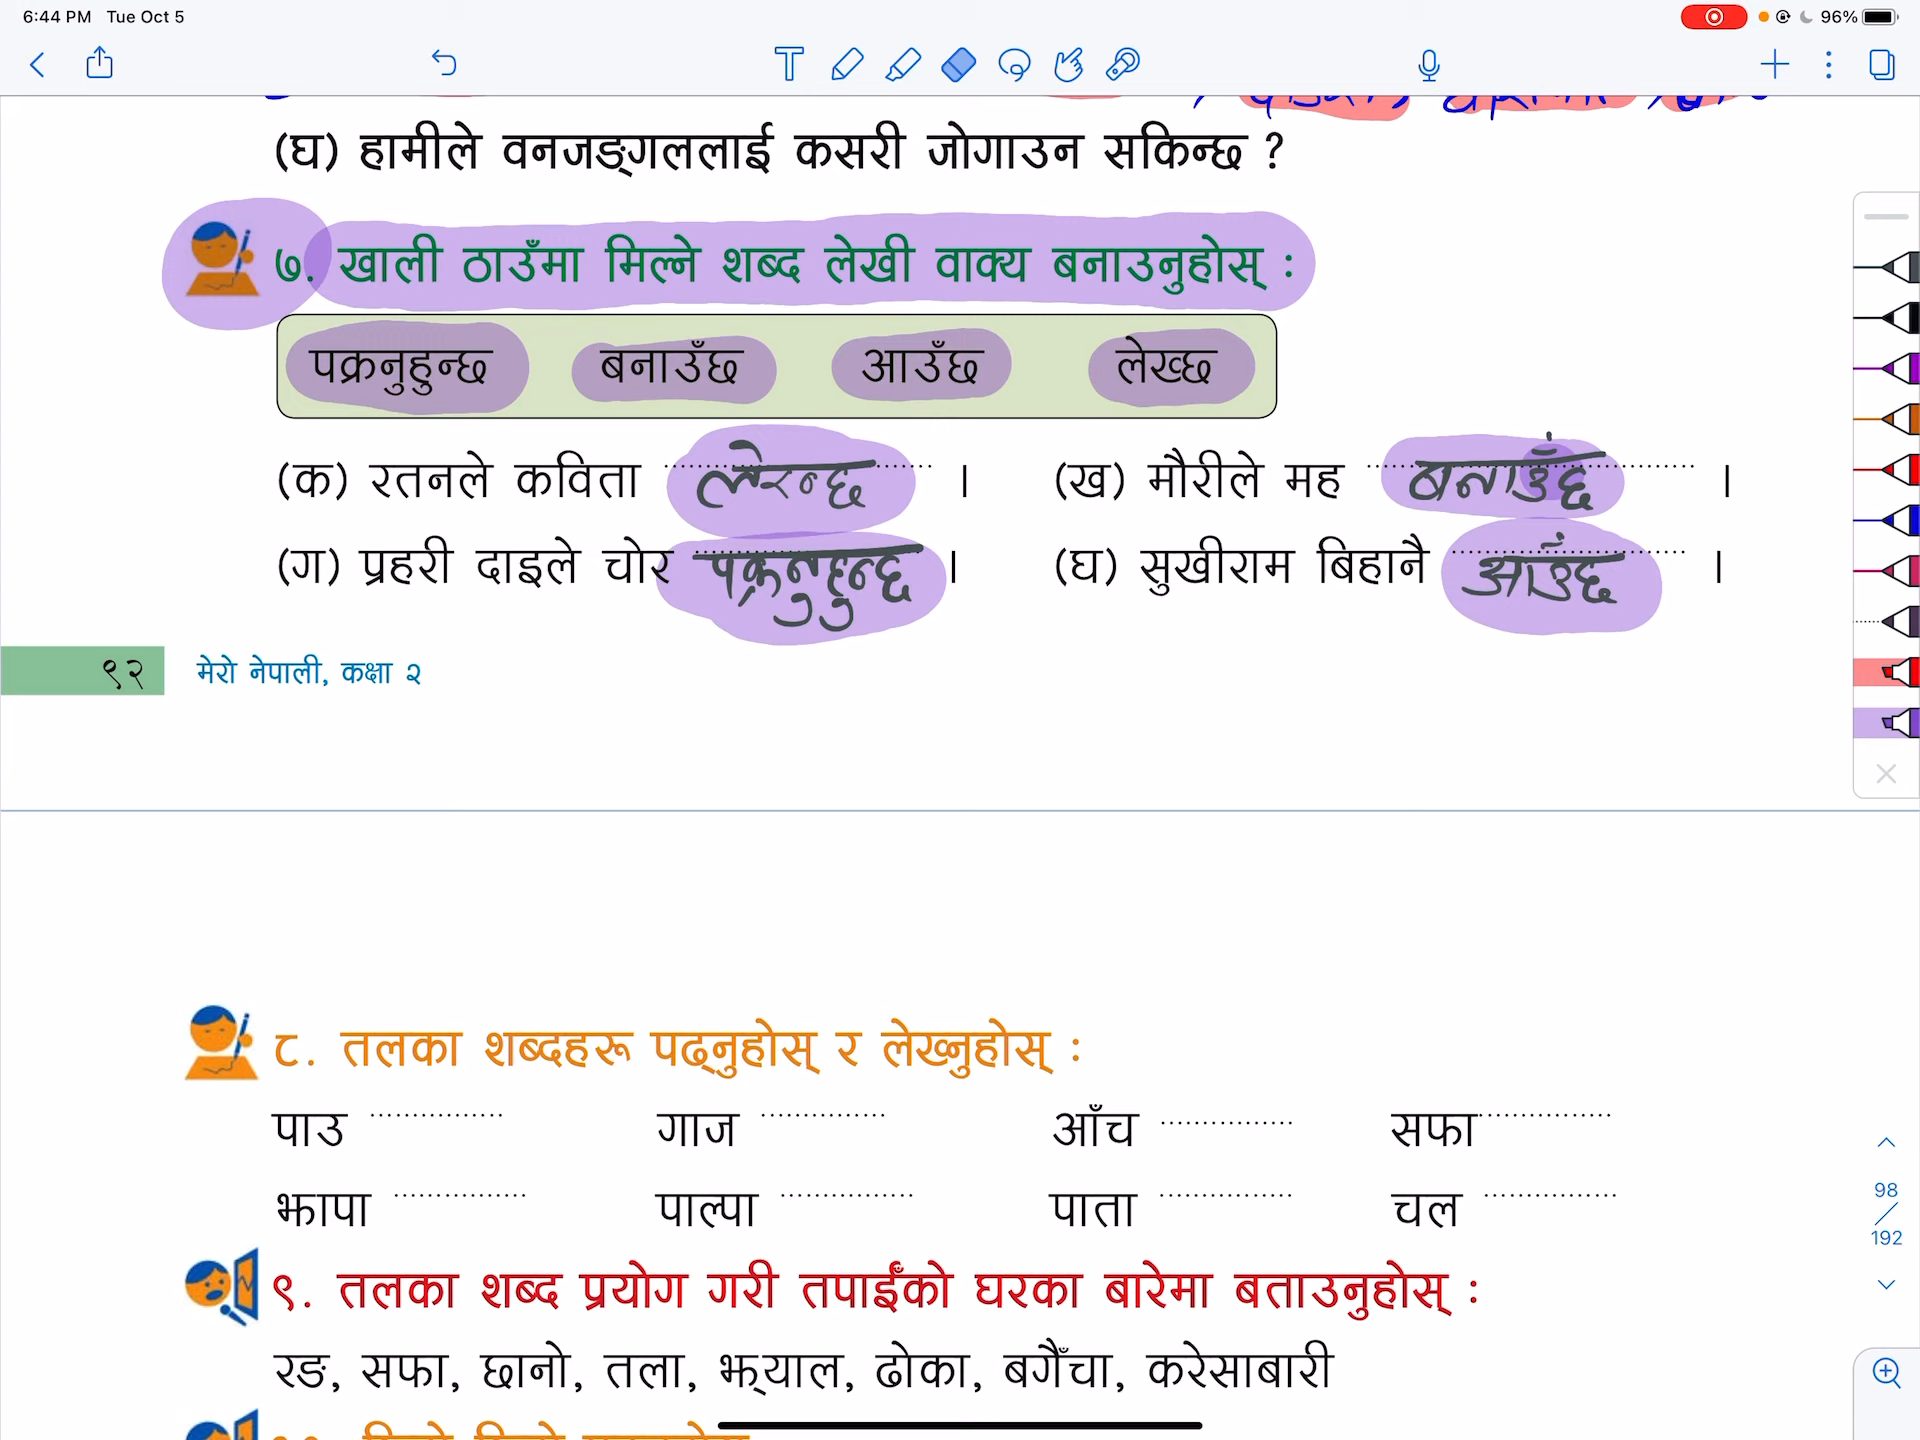 6:44 PM Tue Oct 5
96%
(घ) हामीले वनजङ्गललाई कसरी जोगाउन सकिन्छ ?
७. खाली ठाउँमा मिल्ने शब्द लेखी वाक्य बनाउनुहोस् :
पक्रनुहुन्छ बनाउँछ आउँछ लेख्छ
(क) रतनले कविता लेख्छ । (ख) मौरीले मह बनाउँछ ।
(ग) प्रहरी दाइले चोर पक्रनुहुन्छ । (घ) सुखीराम बिहानै आउँछ ।
९२ मेरो नेपाली, कक्षा २
८. तलका शब्दहरू पढ्नुहोस् र लेख्नुहोस् :
पाउ ................ गाज ................ आँच ................ सफा ................
झापा ................ पाल्पा ................ पाता ................ चल ................
98
/
192
९. तलका शब्द प्रयोग गरी तपाईँको घरका बारेमा बताउनुहोस् :
रङ, सफा, छानो, तला, झ्याल, ढोका, बगैँचा, करेसाबारी